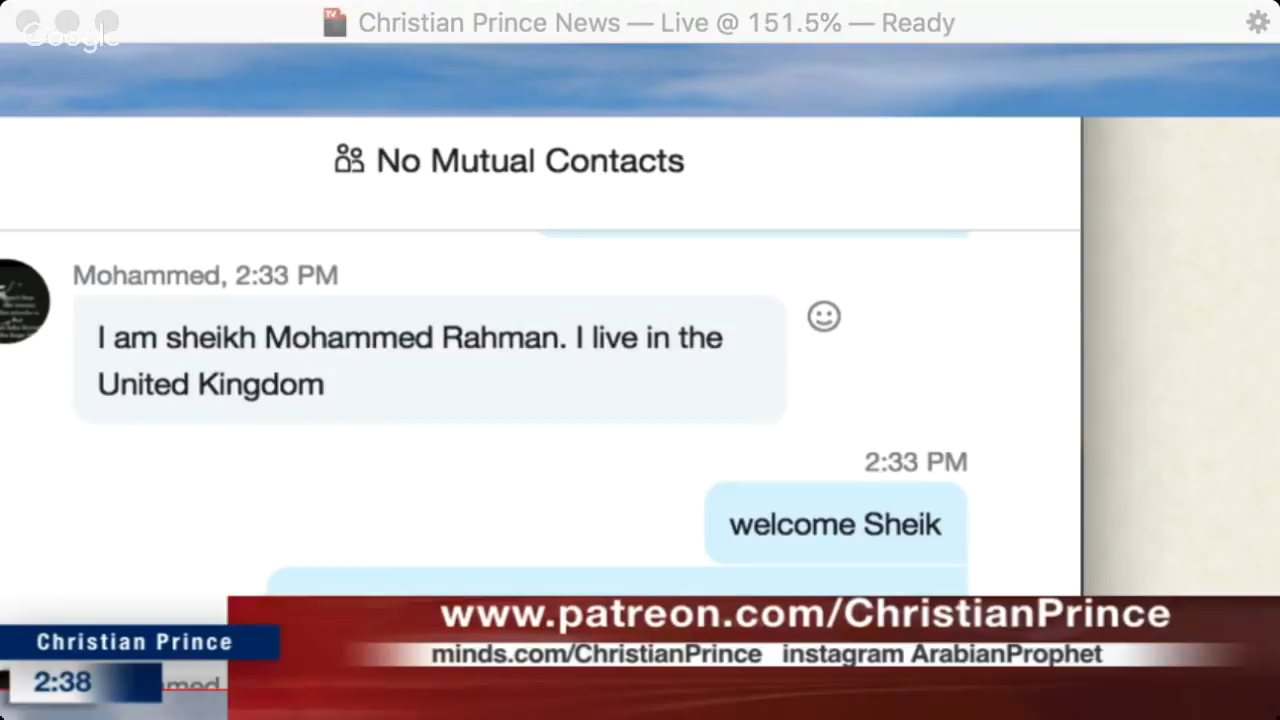 Christian Prince News — Live @ 151.5% — Ready
Google
No Mutual Contacts
Mohammed, 2:33 PM
I am sheikh Mohammed Rahman. I live in the
United Kingdom
2:33 PM
welcome Sheik
www.patreon.com/ChristianPrince
Christian Prince
minds.com/ChristianPrince instagram ArabianProphet
2:38